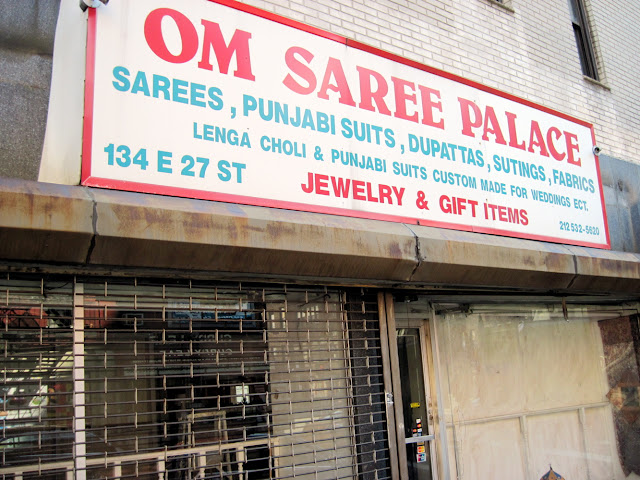 OM SAREE PALACE
SAREES, PUNJABI SUITS, DUPATTAS, SUTINGS, FABRICS
LENGA CHOLI & PUNJABI SUITS CUSTOM MADE FOR WEDDINGS ECT.
134 E 27 ST
JEWELRY & GIFT ITEMS
212 532-5620